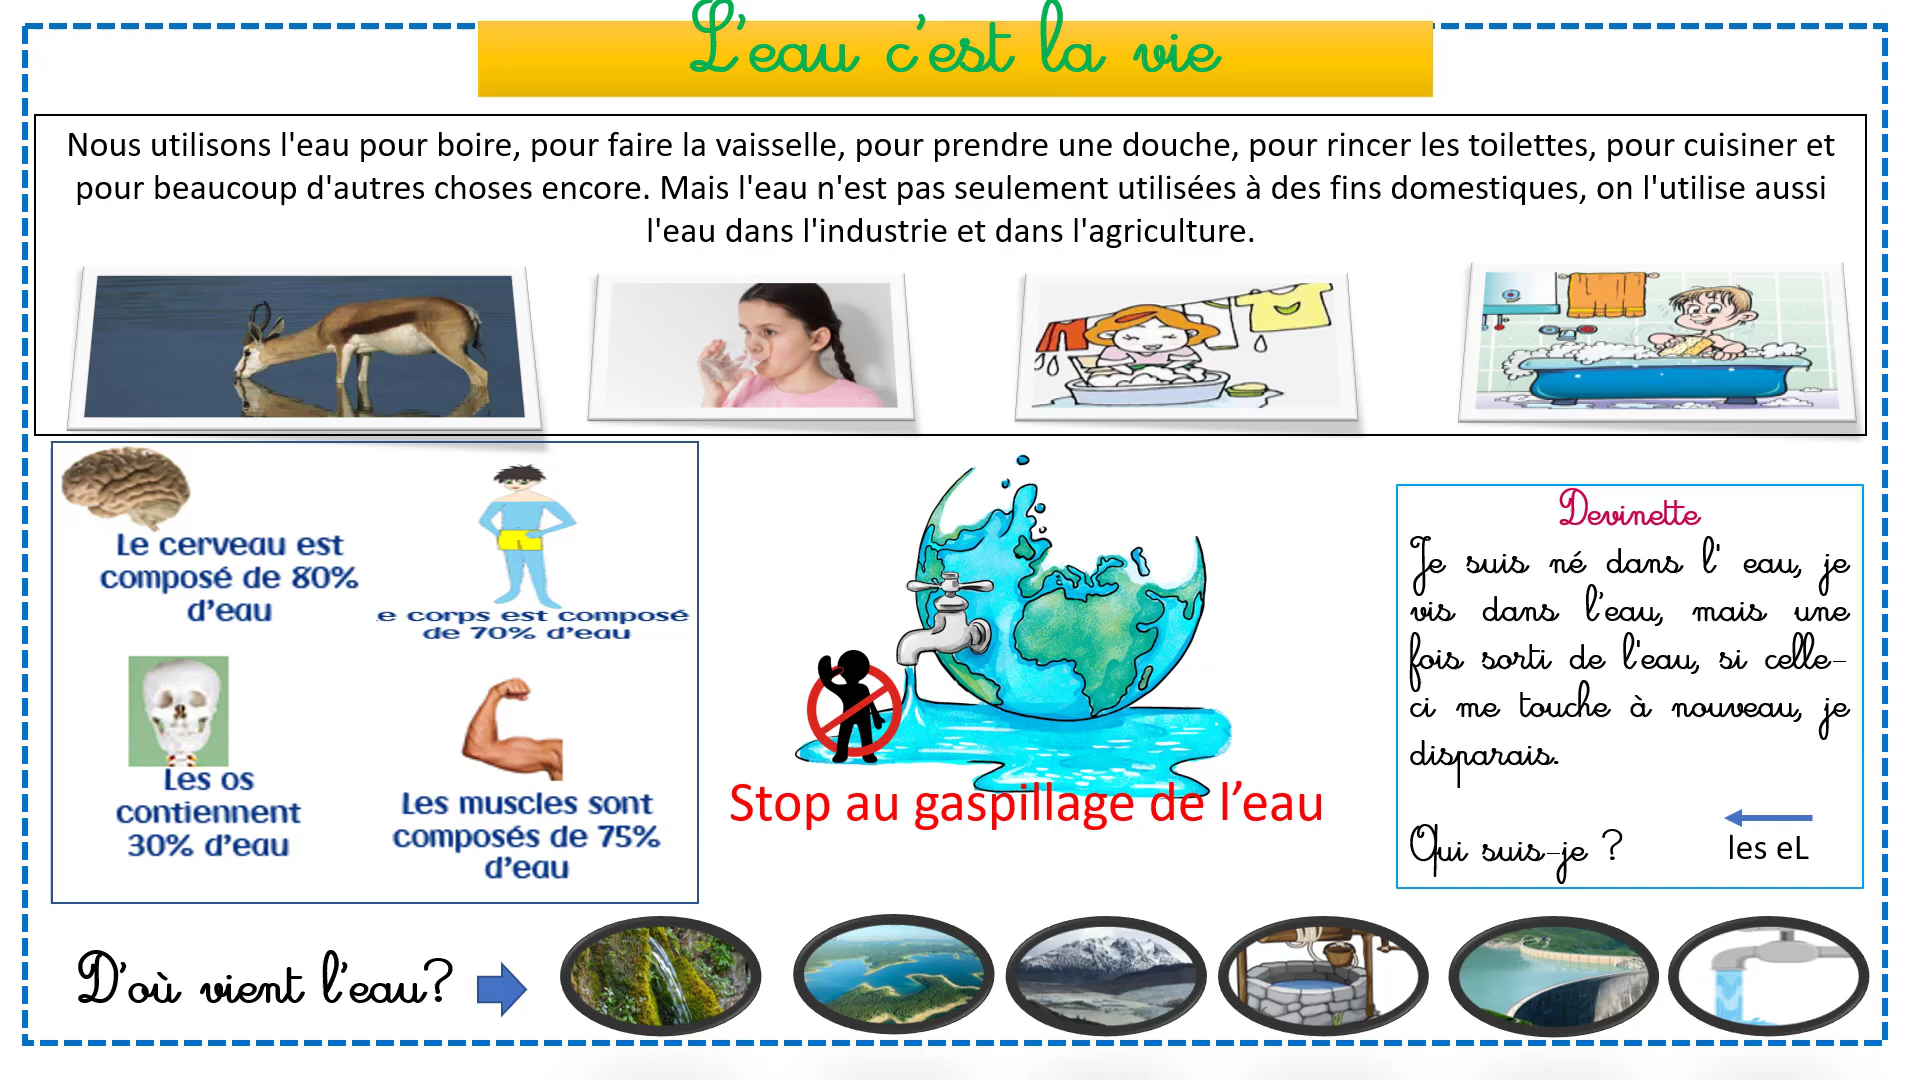 L'eau c'est la vie
Nous utilisons l'eau pour boire, pour faire la vaisselle, pour prendre une douche, pour rincer les toilettes, pour cuisiner et
pour beaucoup d'autres choses encore. Mais l'eau n'est pas seulement utilisées à des fins domestiques, on l'utilise aussi
l'eau dans l'industrie et dans l'agriculture.
Le cerveau est
composé de 80%
d'eau
e corps est composé
de 70% d'eau
Les os
contiennent
30% d'eau
Les muscles sont
composés de 75%
d'eau
Stop au gaspillage de l’eau
Devinette
Je suis né dans l' eau, je
vis dans l’eau, mais une
fois sorti de l'eau, si celle-
ci me touche à nouveau, je
disparais.
Qui suis-je ?
les eL
D'où vient l'eau?